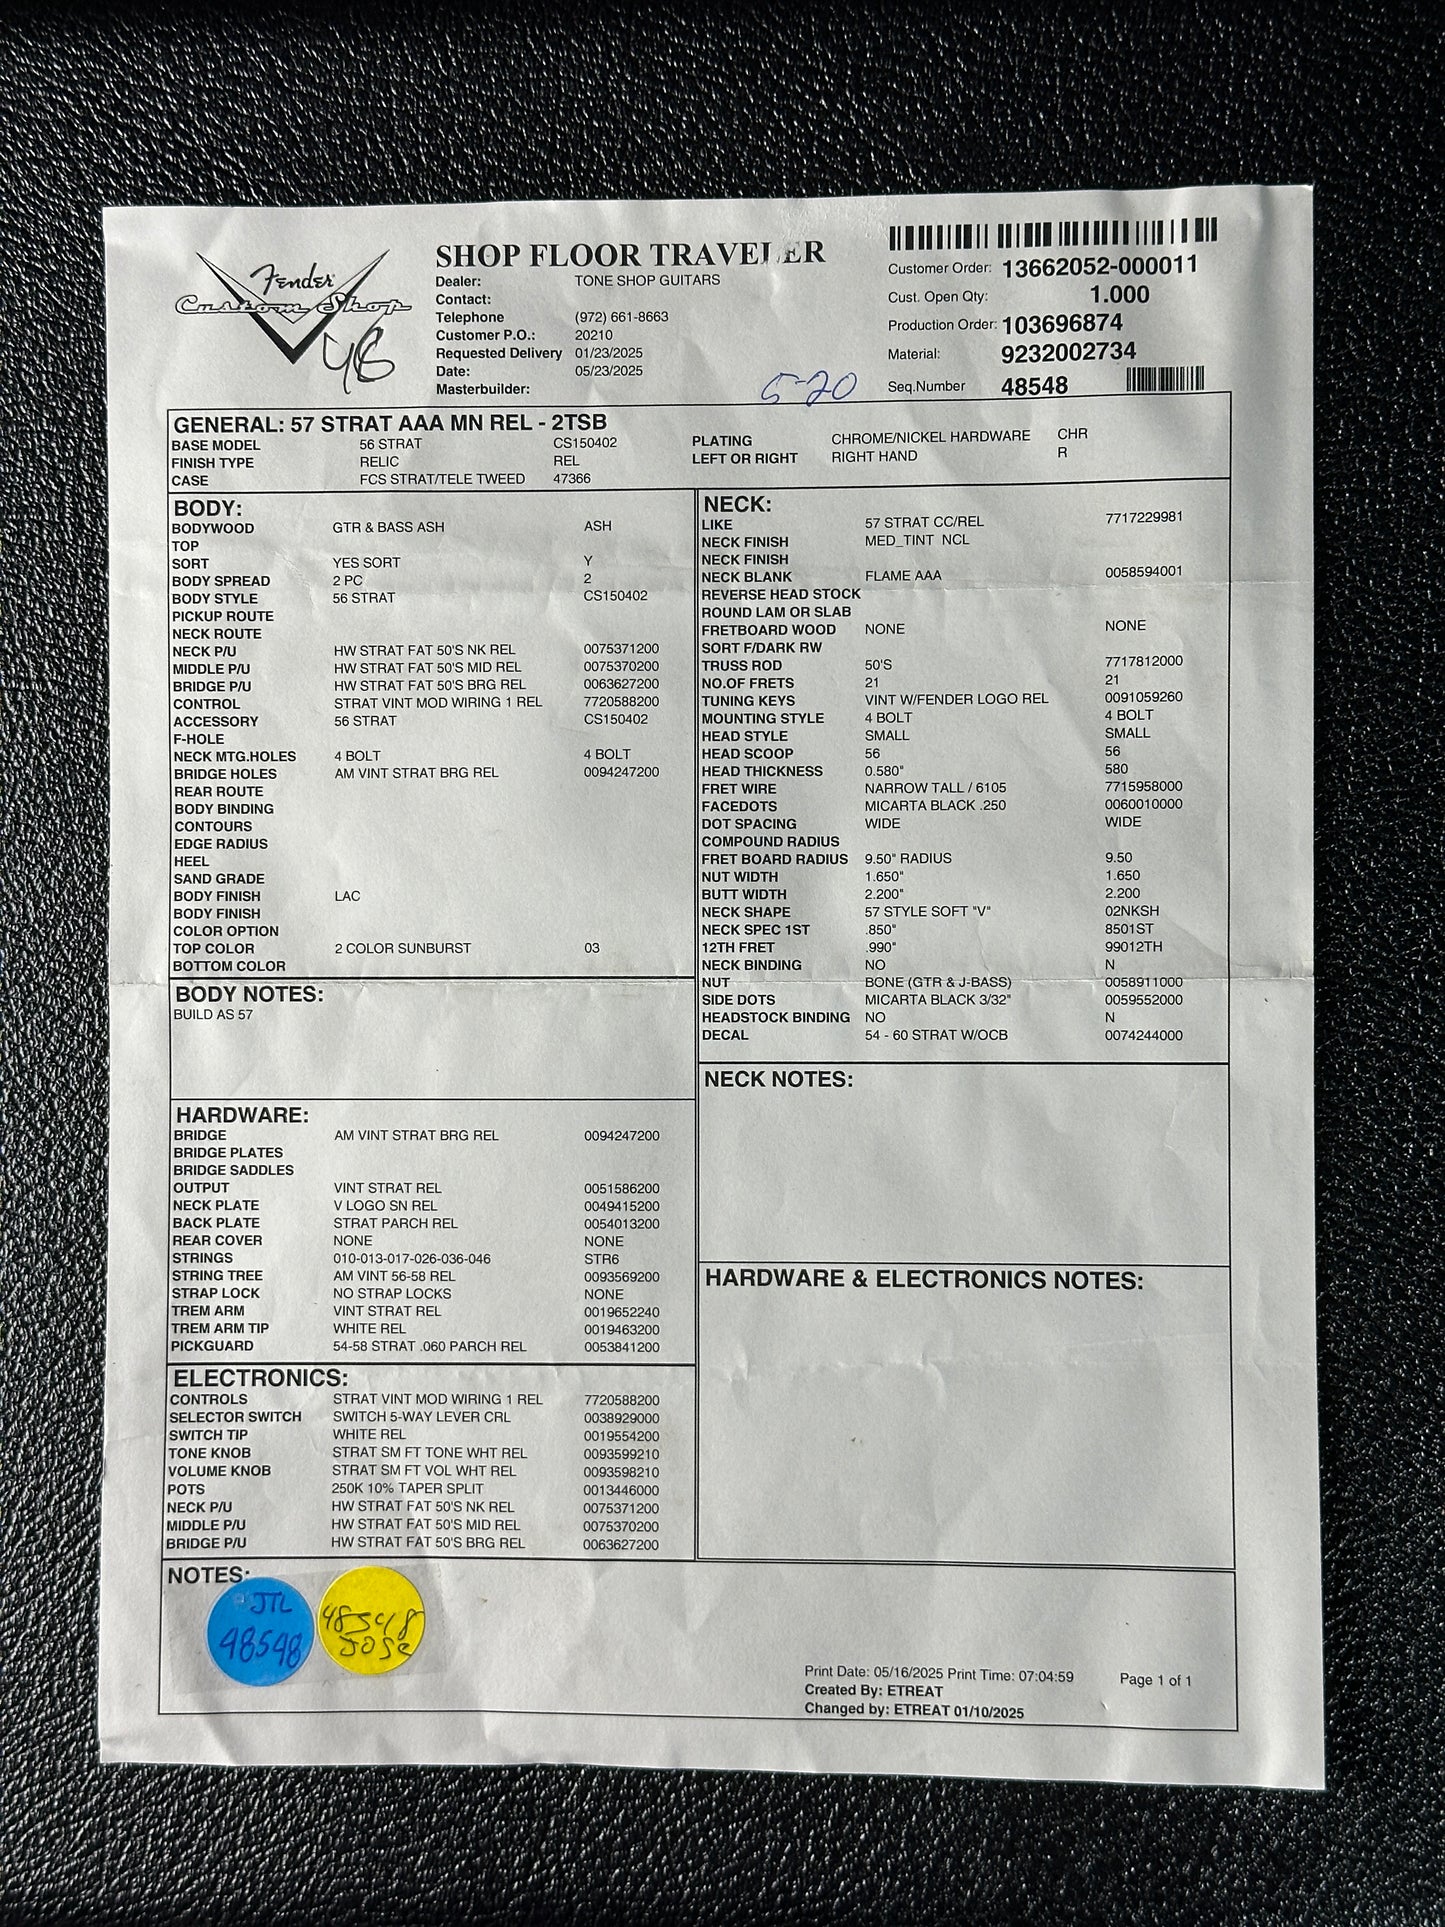 Fender
Custom Shop
48
SHOP FLOOR TRAVELER
Dealer: TONE SHOP GUITARS
Contact:
Telephone (972) 661-8663
Customer P.O.: 20210
Requested Delivery 01/23/2025
Date: 05/23/2025
Masterbuilder:
5-20
Customer Order: 13662052-000011
Cust. Open Qty: 1.000
Production Order: 103696874
Material: 9232002734
Seq.Number 48548
GENERAL: 57 STRAT AAA MN REL - 2TSB
BASE MODEL 56 STRAT CS150402
FINISH TYPE RELIC REL
CASE FCS STRAT/TELE TWEED 47366
PLATING CHROME/NICKEL HARDWARE CHR
LEFT OR RIGHT RIGHT HAND R
BODY:
BODYWOOD GTR & BASS ASH ASH
TOP
SORT YES SORT Y
BODY SPREAD 2 PC 2
BODY STYLE 56 STRAT CS150402
PICKUP ROUTE
NECK ROUTE
NECK P/U HW STRAT FAT 50'S NK REL 0075371200
MIDDLE P/U HW STRAT FAT 50'S MID REL 0075370200
BRIDGE P/U HW STRAT FAT 50'S BRG REL 0063627200
CONTROL STRAT VINT MOD WIRING 1 REL 7720588200
ACCESSORY 56 STRAT CS150402
F-HOLE
NECK MTG.HOLES 4 BOLT 4 BOLT
BRIDGE HOLES AM VINT STRAT BRG REL 0094247200
REAR ROUTE
BODY BINDING
CONTOURS
EDGE RADIUS
HEEL
SAND GRADE
BODY FINISH LAC
BODY FINISH
COLOR OPTION
TOP COLOR 2 COLOR SUNBURST 03
BOTTOM COLOR
BODY NOTES:
BUILD AS 57
HARDWARE:
BRIDGE AM VINT STRAT BRG REL 0094247200
BRIDGE PLATES
BRIDGE SADDLES
OUTPUT VINT STRAT REL 0051586200
NECK PLATE V LOGO SN REL 0049415200
BACK PLATE STRAT PARCH REL 0054013200
REAR COVER NONE NONE
STRINGS 010-013-017-026-036-046 STR6
STRING TREE AM VINT 56-58 REL 0093569200
STRAP LOCK NO STRAP LOCKS NONE
TREM ARM VINT STRAT REL 0019652240
TREM ARM TIP WHITE REL 0019463200
PICKGUARD 54-58 STRAT .060 PARCH REL 0053841200
ELECTRONICS:
CONTROLS STRAT VINT MOD WIRING 1 REL 7720588200
SELECTOR SWITCH SWITCH 5-WAY LEVER CRL 0038929000
SWITCH TIP WHITE REL 0019554200
TONE KNOB STRAT SM FT TONE WHT REL 0093599210
VOLUME KNOB STRAT SM FT VOL WHT REL 0093598210
POTS 250K 10% TAPER SPLIT 0013446000
NECK P/U HW STRAT FAT 50'S NK REL 0075371200
MIDDLE P/U HW STRAT FAT 50'S MID REL 0075370200
BRIDGE P/U HW STRAT FAT 50'S BRG REL 0063627200
NECK:
LIKE 57 STRAT CC/REL 7717229981
NECK FINISH MED_TINT NCL
NECK FINISH
NECK BLANK FLAME AAA 0058594001
REVERSE HEAD STOCK
ROUND LAM OR SLAB
FRETBOARD WOOD NONE NONE
SORT F/DARK RW
TRUSS ROD 50'S 7717812000
NO.OF FRETS 21 21
TUNING KEYS VINT W/FENDER LOGO REL 0091059260
MOUNTING STYLE 4 BOLT 4 BOLT
HEAD STYLE SMALL SMALL
HEAD SCOOP 56 56
HEAD THICKNESS 0.580" 580
FRET WIRE NARROW TALL / 6105 7715958000
FACEDOTS MICARTA BLACK .250 0060010000
DOT SPACING WIDE WIDE
COMPOUND RADIUS
FRET BOARD RADIUS 9.50" RADIUS 9.50
NUT WIDTH 1.650" 1.650
BUTT WIDTH 2.200" 2.200
NECK SHAPE 57 STYLE SOFT "V" 02NKSH
NECK SPEC 1ST .850" 8501ST
12TH FRET .990" 99012TH
NECK BINDING NO N
NUT BONE (GTR & J-BASS) 0058911000
SIDE DOTS MICARTA BLACK 3/32" 0059552000
HEADSTOCK BINDING NO N
DECAL 54 - 60 STRAT W/OCB 0074244000
NECK NOTES:
HARDWARE & ELECTRONICS NOTES:
NOTES:
JTL
48548
48548
JOSE
Print Date: 05/16/2025 Print Time: 07:04:59 Page 1 of 1
Created By: ETREAT
Changed by: ETREAT 01/10/2025